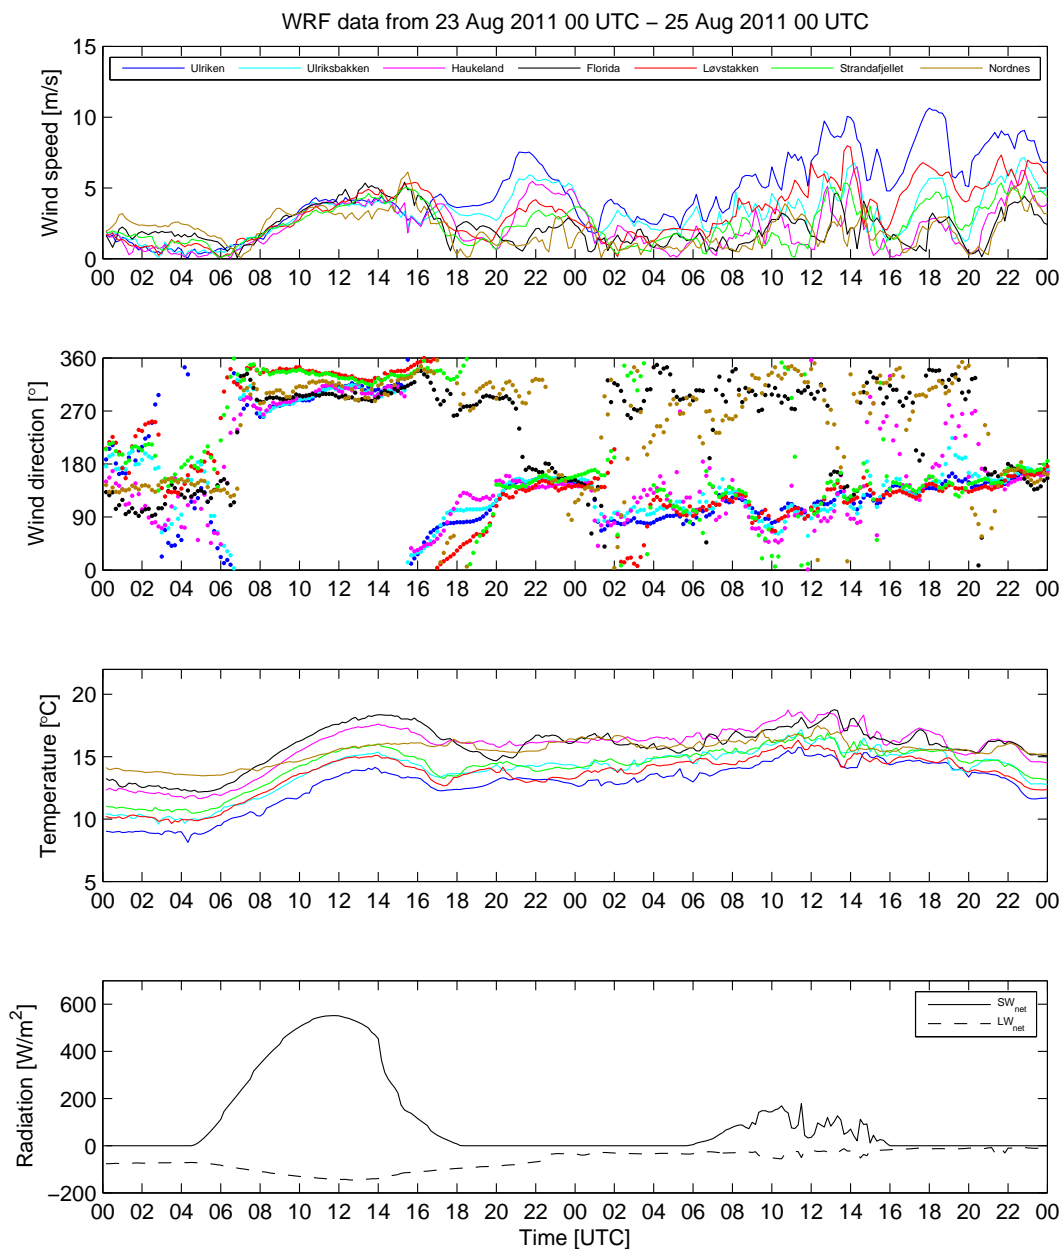 WRF data from 23 Aug 2011 00 UTC − 25 Aug 2011 00 UTC
15
10
5
0
Wind speed [m/s]
Ulriken Ulriksbakken Haukeland Florida Løvstakken Strandafjellet Nordnes
00 02 04 06 08 10 12 14 16 18 20 22 00 02 04 06 08 10 12 14 16 18 20 22 00
360
270
180
90
0
Wind direction [°]
00 02 04 06 08 10 12 14 16 18 20 22 00 02 04 06 08 10 12 14 16 18 20 22 00
20
15
10
5
Temperature [°C]
00 02 04 06 08 10 12 14 16 18 20 22 00 02 04 06 08 10 12 14 16 18 20 22 00
600
400
200
0
−200
Radiation [W/m²]
SWnet
LWnet
00 02 04 06 08 10 12 14 16 18 20 22 00 02 04 06 08 10 12 14 16 18 20 22 00
Time [UTC]